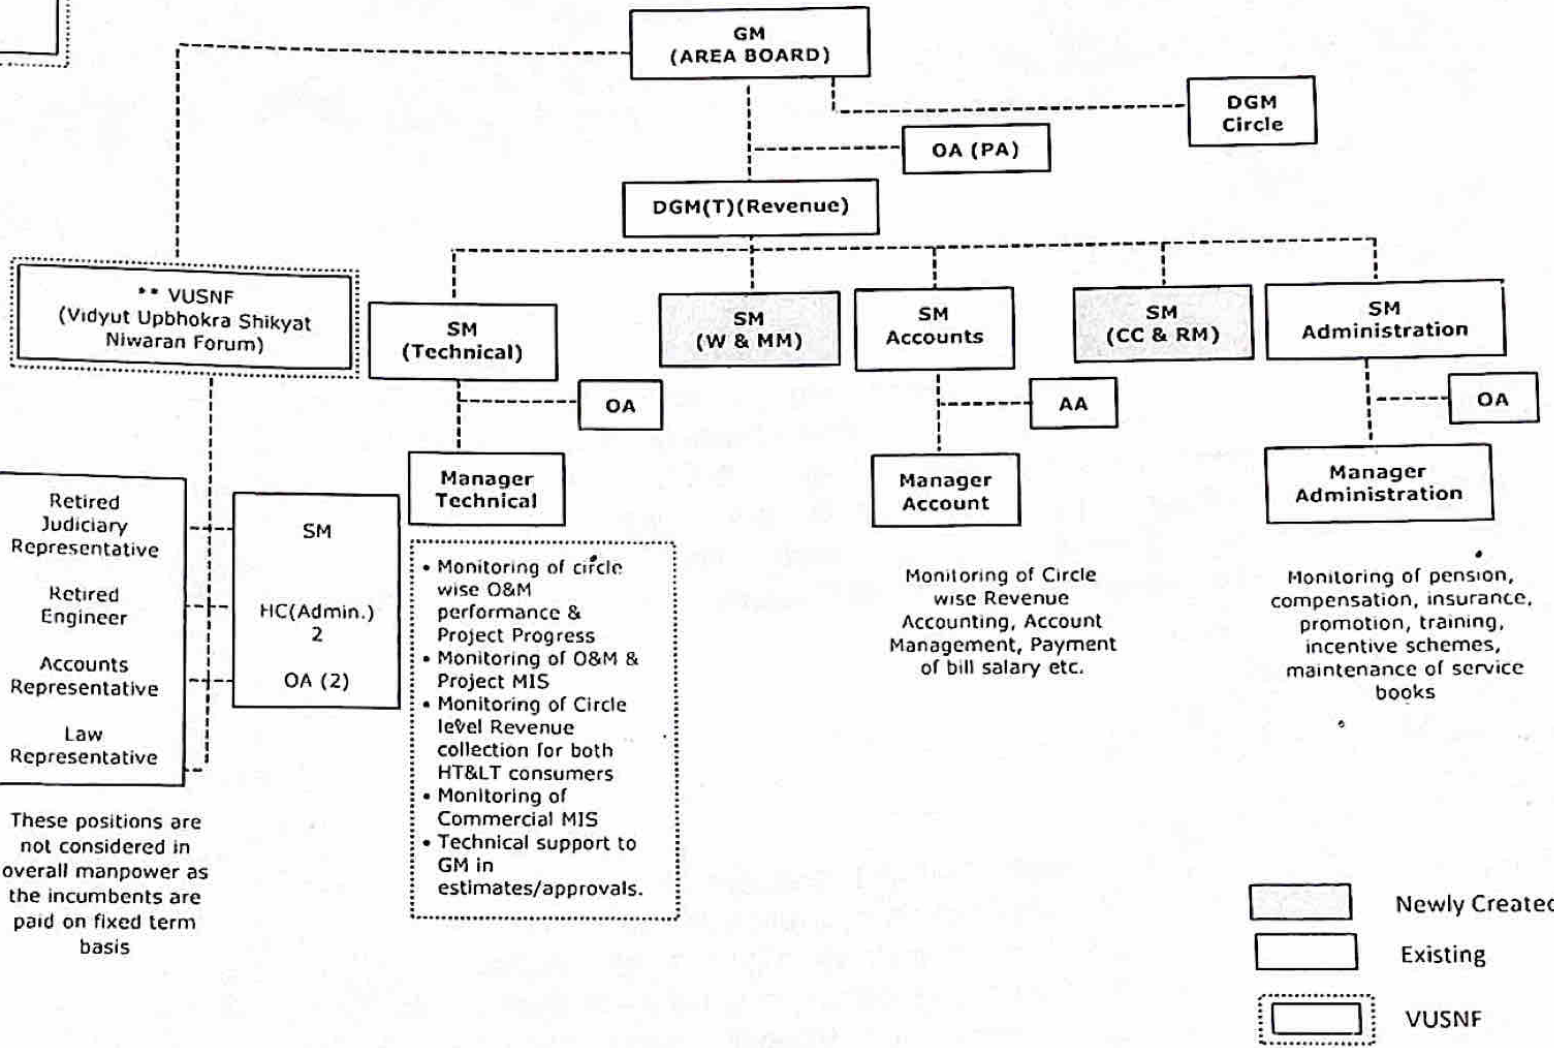 GM
(AREA BOARD)
DGM
Circle
OA (PA)
DGM(T)(Revenue)
** VUSNF
(Vidyut Upbhokra Shikyat
Niwaran Forum)
SM
(Technical)
SM
(W & MM)
SM
Accounts
SM
(CC & RM)
SM
Administration
OA
AA
OA
Manager
Technical
Manager
Account
Manager
Administration
Retired
Judiciary
Representative
Retired
Engineer
Accounts
Representative
Law
Representative
SM
HC(Admin.)
2
OA (2)
• Monitoring of circle
wise O&M
performance &
Project Progress
• Monitoring of O&M &
Project MIS
• Monitoring of Circle
level Revenue
collection for both
HT&LT consumers
• Monitoring of
Commercial MIS
• Technical support to
GM in
estimates/approvals.
Monitoring of Circle
wise Revenue
Accounting, Account
Management, Payment
of bill salary etc.
Monitoring of pension,
compensation, insurance,
promotion, training,
incentive schemes,
maintenance of service
books
These positions are
not considered in
overall manpower as
the incumbents are
paid on fixed term
basis
Newly Created
Existing
VUSNF